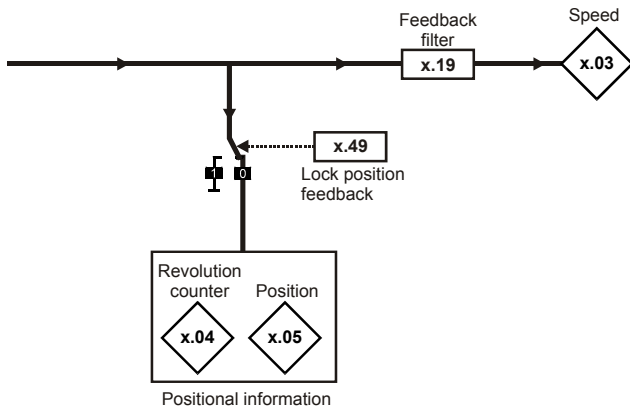 Feedback
filter
Speed
x.19
x.03
x.49
Lock position
feedback
1 0
Revolution
counter
Position
x.04
x.05
Positional information